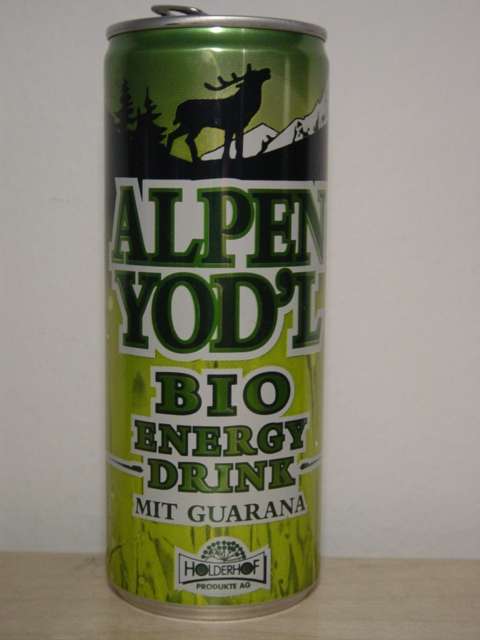 ALPEN
YOD'L
BIO
ENERGY
DRINK
MIT GUARANA
HOLDERHOF
PRODUKTE AG